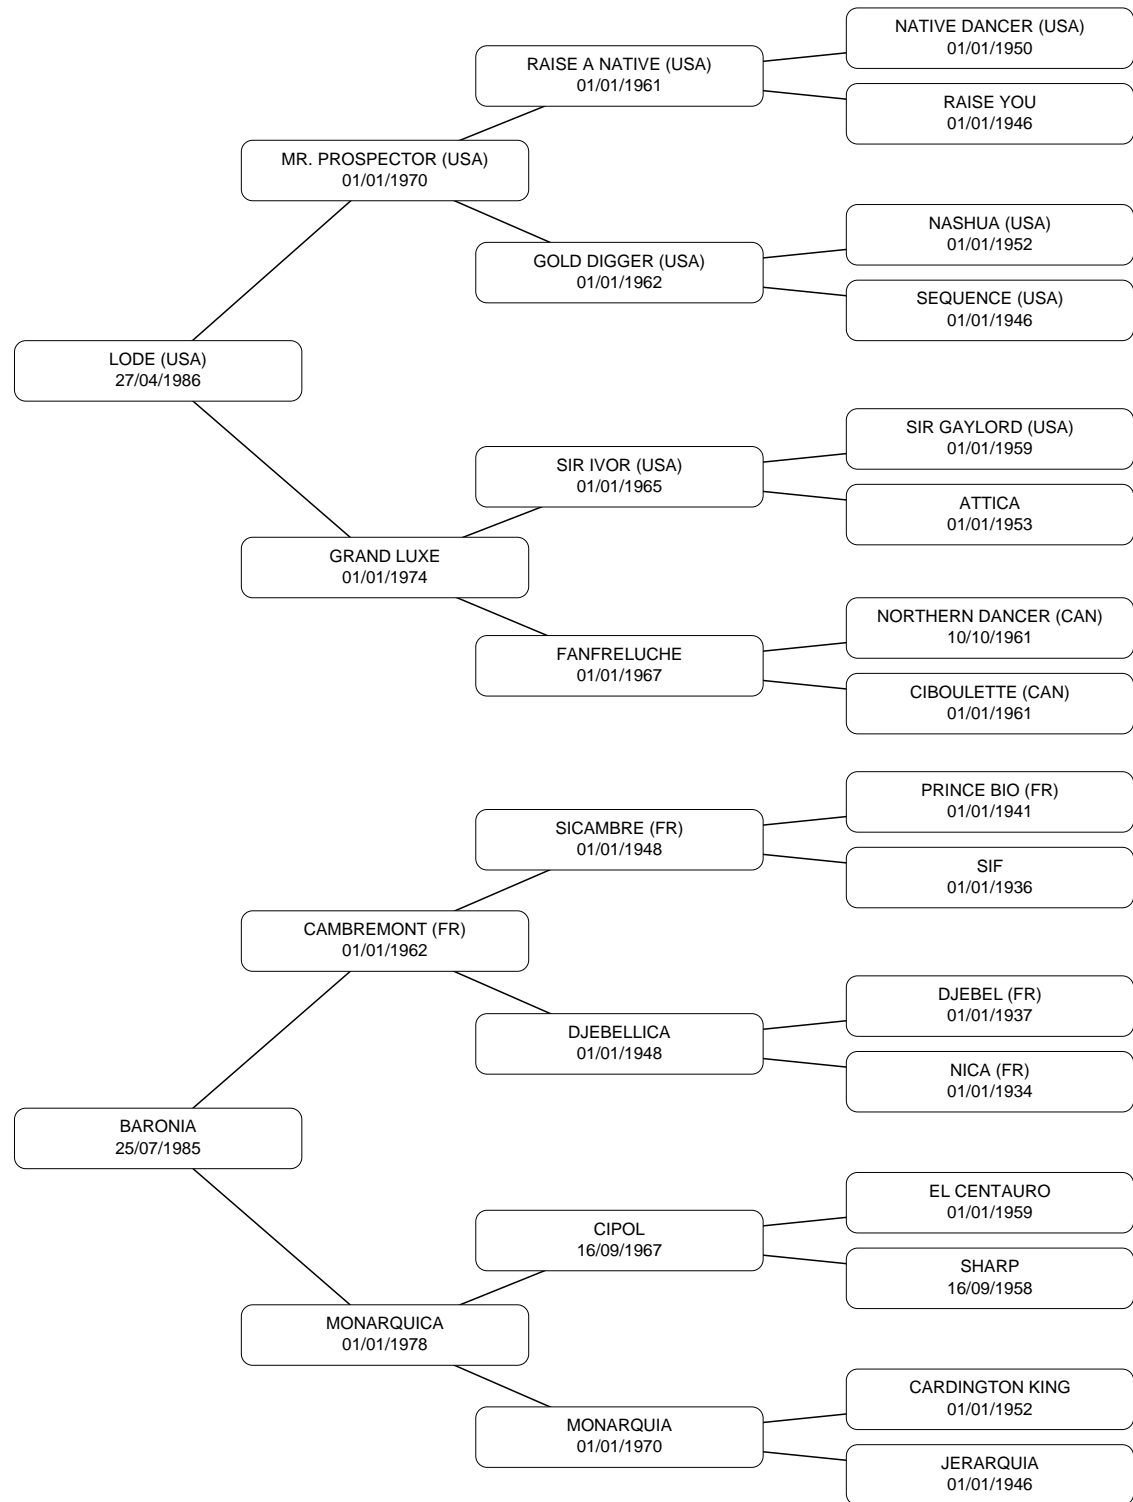 NATIVE DANCER (USA)
01/01/1950
RAISE A NATIVE (USA)
01/01/1961
RAISE YOU
01/01/1946
MR. PROSPECTOR (USA)
01/01/1970
NASHUA (USA)
01/01/1952
GOLD DIGGER (USA)
01/01/1962
SEQUENCE (USA)
01/01/1946
LODE (USA)
27/04/1986
SIR GAYLORD (USA)
01/01/1959
SIR IVOR (USA)
01/01/1965
ATTICA
01/01/1953
GRAND LUXE
01/01/1974
NORTHERN DANCER (CAN)
10/10/1961
FANFRELUCHE
01/01/1967
CIBOULETTE (CAN)
01/01/1961
PRINCE BIO (FR)
01/01/1941
SICAMBRE (FR)
01/01/1948
SIF
01/01/1936
CAMBREMONT (FR)
01/01/1962
DJEBEL (FR)
01/01/1937
DJEBELLICA
01/01/1948
NICA (FR)
01/01/1934
BARONIA
25/07/1985
EL CENTAURO
01/01/1959
CIPOL
16/09/1967
SHARP
16/09/1958
MONARQUICA
01/01/1978
CARDINGTON KING
01/01/1952
MONARQUIA
01/01/1970
JERARQUIA
01/01/1946